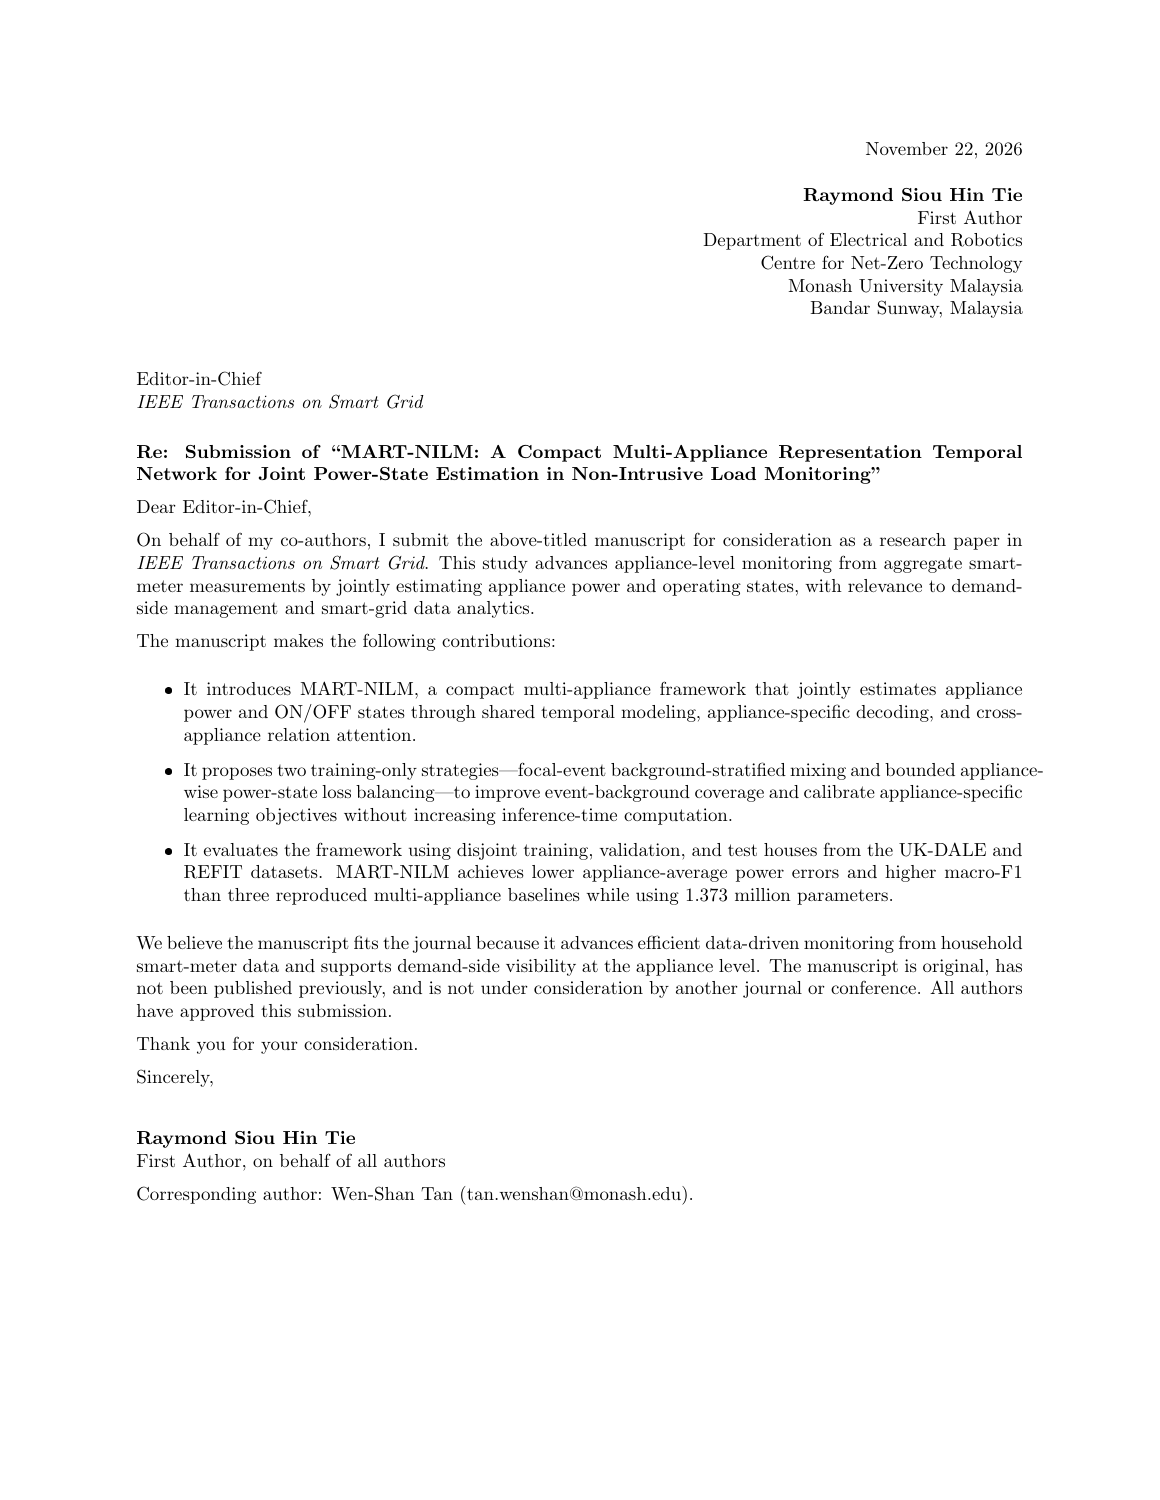 November 22, 2026
Raymond Siou Hin Tie
First Author
Department of Electrical and Robotics
Centre for Net-Zero Technology
Monash University Malaysia
Bandar Sunway, Malaysia
Editor-in-Chief
IEEE Transactions on Smart Grid
Re: Submission of “MART-NILM: A Compact Multi-Appliance Representation Temporal
Network for Joint Power-State Estimation in Non-Intrusive Load Monitoring”
Dear Editor-in-Chief,
On behalf of my co-authors, I submit the above-titled manuscript for consideration as a research paper in
IEEE Transactions on Smart Grid. This study advances appliance-level monitoring from aggregate smart-
meter measurements by jointly estimating appliance power and operating states, with relevance to demand-
side management and smart-grid data analytics.
The manuscript makes the following contributions:
• It introduces MART-NILM, a compact multi-appliance framework that jointly estimates appliance
power and ON/OFF states through shared temporal modeling, appliance-specific decoding, and cross-
appliance relation attention.
• It proposes two training-only strategies—focal-event background-stratified mixing and bounded appliance-
wise power-state loss balancing—to improve event-background coverage and calibrate appliance-specific
learning objectives without increasing inference-time computation.
• It evaluates the framework using disjoint training, validation, and test houses from the UK-DALE and
REFIT datasets. MART-NILM achieves lower appliance-average power errors and higher macro-F1
than three reproduced multi-appliance baselines while using 1.373 million parameters.
We believe the manuscript fits the journal because it advances efficient data-driven monitoring from household
smart-meter data and supports demand-side visibility at the appliance level. The manuscript is original, has
not been published previously, and is not under consideration by another journal or conference. All authors
have approved this submission.
Thank you for your consideration.
Sincerely,
Raymond Siou Hin Tie
First Author, on behalf of all authors
Corresponding author: Wen-Shan Tan (tan.wenshan@monash.edu).